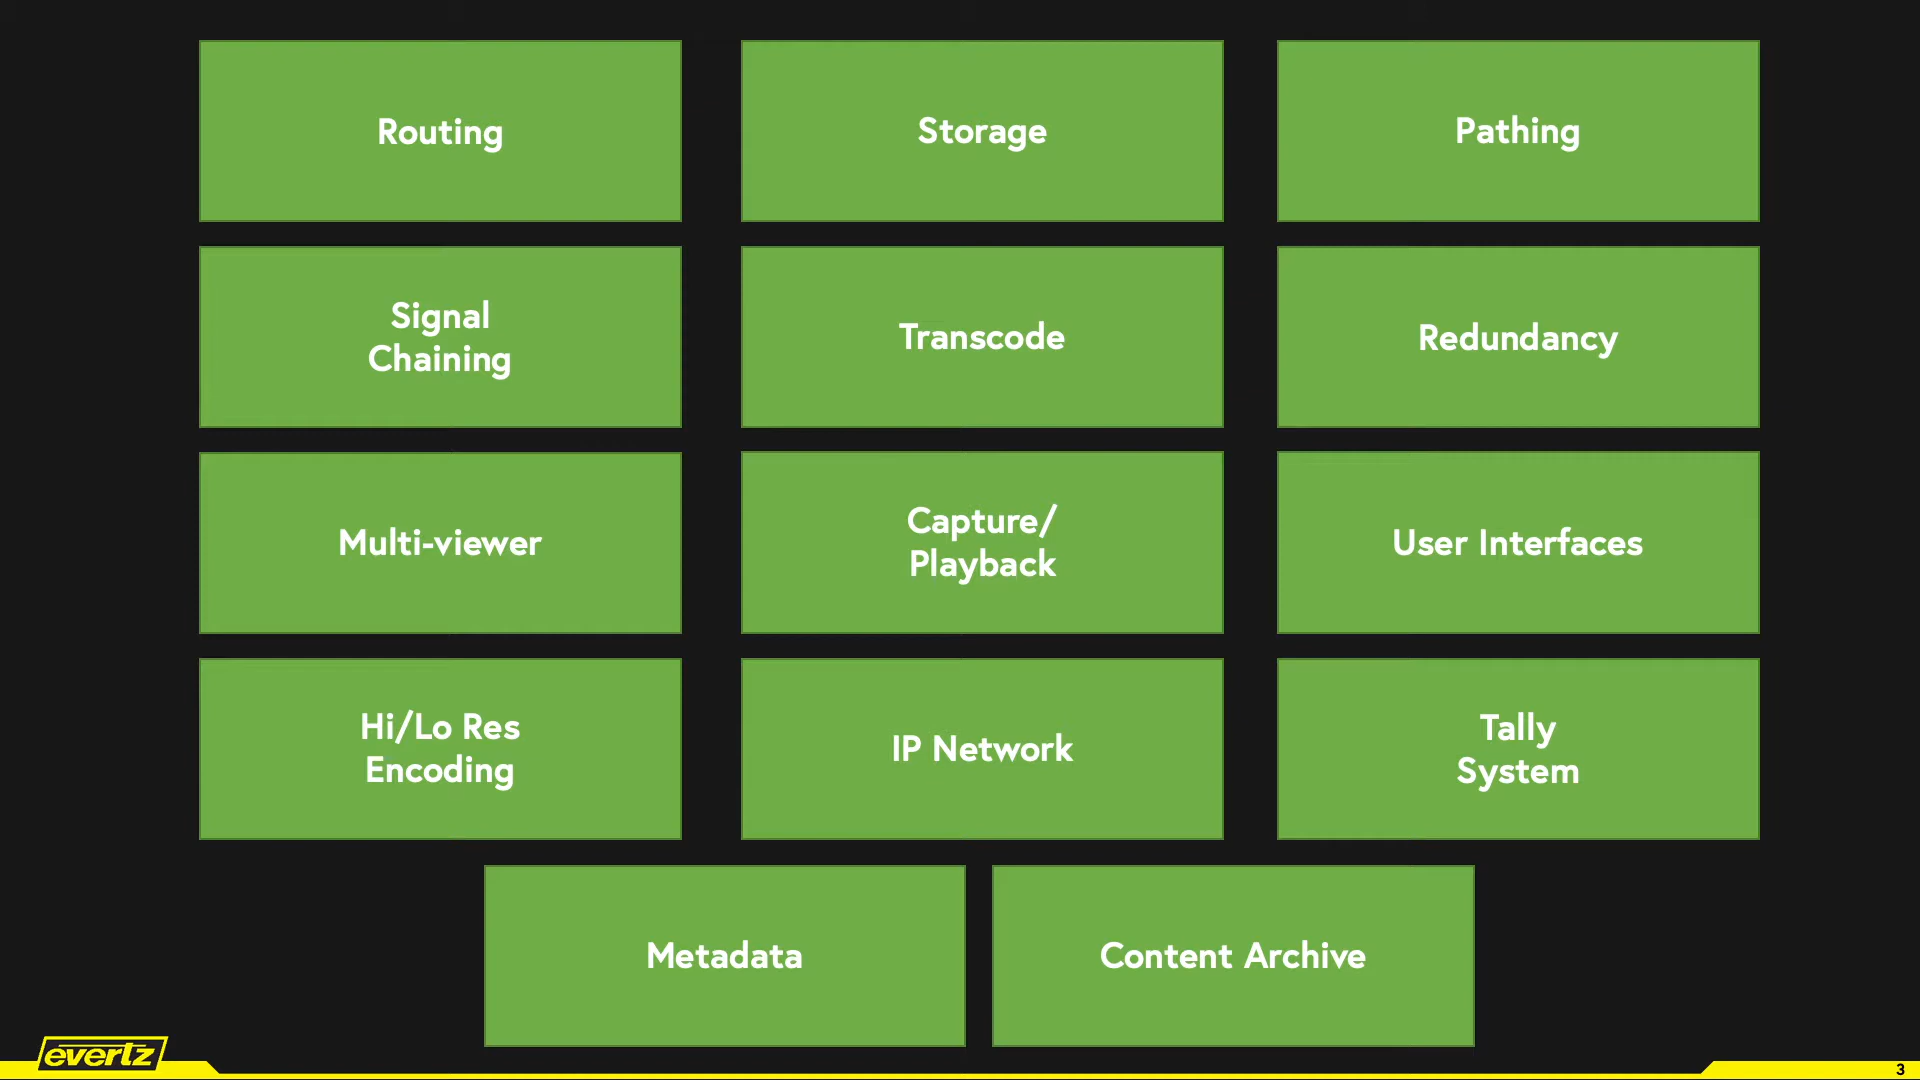 Routing
Storage
Pathing
Signal
Chaining
Transcode
Redundancy
Multi-viewer
Capture/
Playback
User Interfaces
Hi/Lo Res
Encoding
IP Network
Tally
System
Metadata
Content Archive
evertz
3